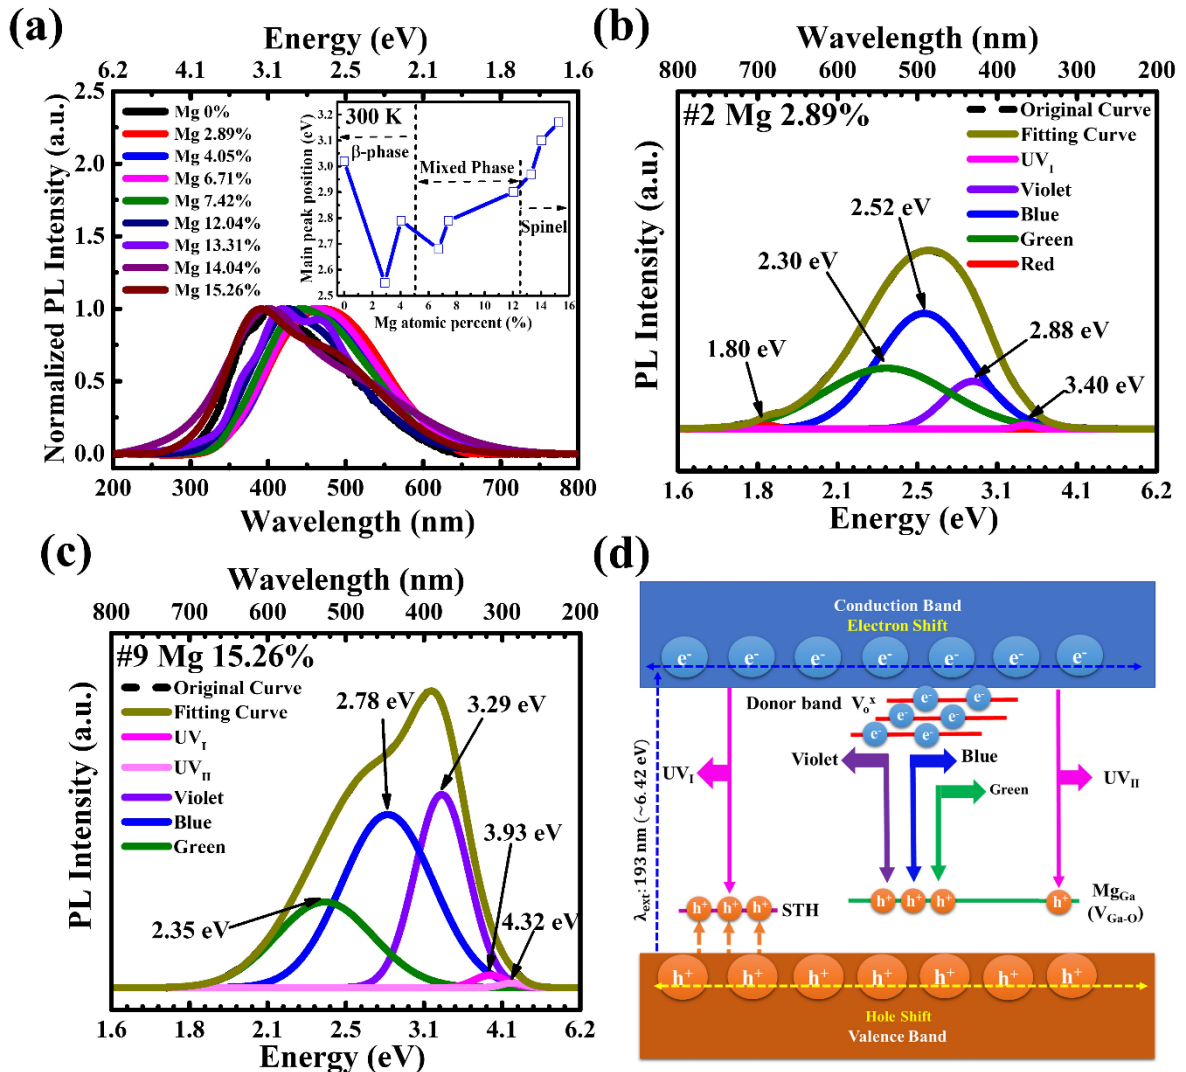 (a)
Energy (eV)
6.2 4.1 3.1 2.5 2.1 1.8 1.6
Normalized PL Intensity (a.u.)
2.5
2.0
1.5
1.0
0.5
0.0
Mg 0%
Mg 2.89%
Mg 4.05%
Mg 6.71%
Mg 7.42%
Mg 12.04%
Mg 13.31%
Mg 14.04%
Mg 15.26%
300 K
β-phase
Mixed Phase
Spinel
Main peak position (eV)
3.2
3.1
3.0
2.9
2.8
2.7
2.6
2.5
0 2 4 6 8 10 12 14 16
Mg atomic percent (%)
200 300 400 500 600 700 800
Wavelength (nm)
(b)
Wavelength (nm)
800 700 600 500 400 300 200
#2 Mg 2.89%
Original Curve
Fitting Curve
UVI
Violet
Blue
Green
Red
2.52 eV
2.30 eV
2.88 eV
1.80 eV
3.40 eV
PL Intensity (a.u.)
1.6 1.8 2.1 2.5 3.1 4.1 6.2
Energy (eV)
(c)
Wavelength (nm)
800 700 600 500 400 300 200
#9 Mg 15.26%
Original Curve
Fitting Curve
UVI
UVII
Violet
Blue
Green
2.78 eV
3.29 eV
3.93 eV
2.35 eV
4.32 eV
PL Intensity (a.u.)
1.6 1.8 2.1 2.5 3.1 4.1 6.2
Energy (eV)
(d)
Conduction Band
Electron Shift
e- e- e- e- e- e- e-
Donor band Vox
e- e-
e- e-
e- e-
Violet
Blue
UVI
Green
UVII
λext: 193 nm (~6.42 eV)
h+ h+ h+ STH
h+ h+ h+ h+
MgGa
(VGa-O)
h+ h+ h+ h+ h+ h+ h+
Hole Shift
Valence Band